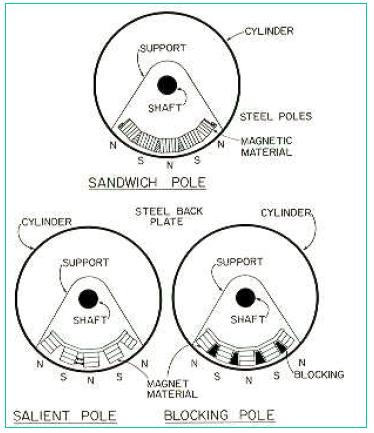 CYLINDER
SUPPORT
SHAFT
STEEL POLES
MAGNETIC
MATERIAL
N S N S N
SANDWICH POLE
STEEL BACK
PLATE
CYLINDER
CYLINDER
SUPPORT
SUPPORT
SHAFT
SHAFT
N S N S N
N S N S N
MAGNET
MATERIAL
BLOCKING
SALIENT POLE
BLOCKING POLE